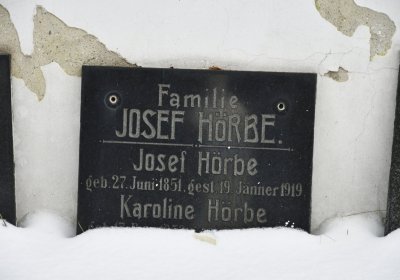 Familie
JOSEF HÖRBE.
Josef Hörbe
geb. 27. Juni 1851, gest. 19. Jänner 1919.
Karoline Hörbe